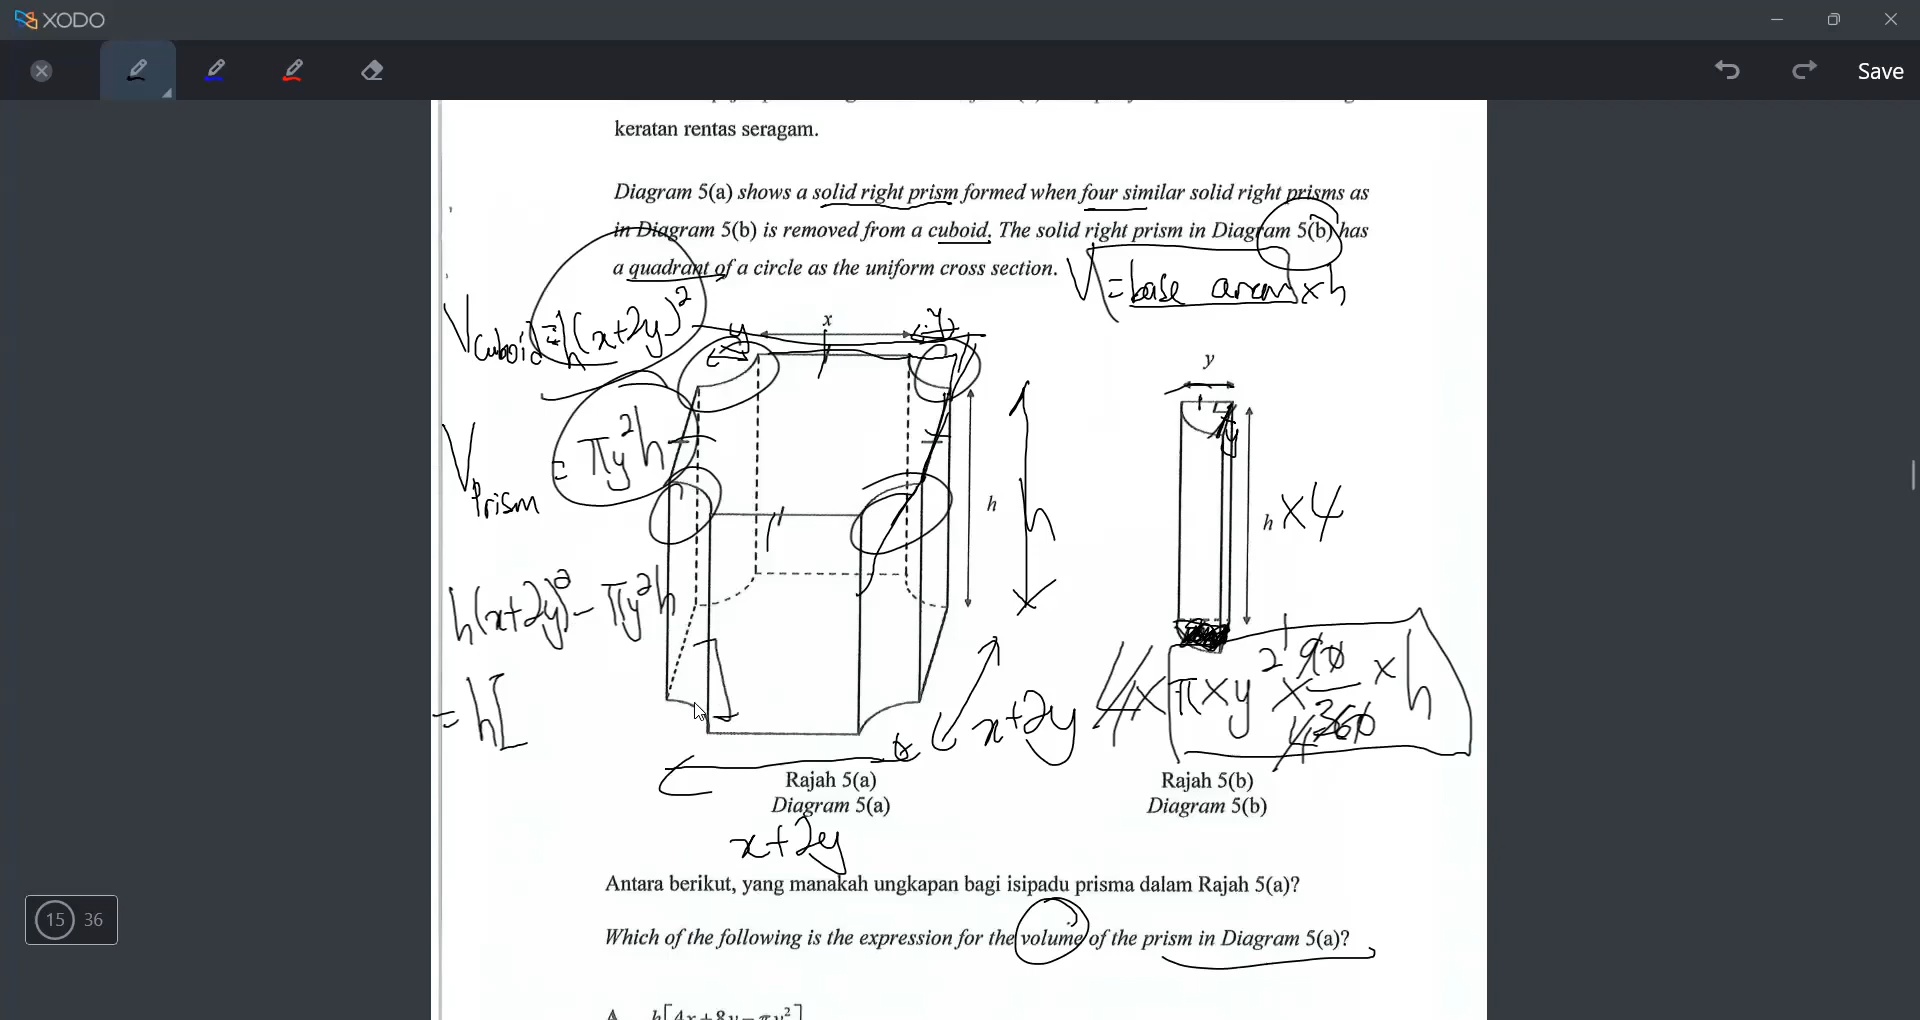 XODO
Save
keratan rentas seragam.
Diagram 5(a) shows a solid right prism formed when four similar solid right prisms as
in Diagram 5(b) is removed from a cuboid. The solid right prism in Diagram 5(b) has
a quadrant of a circle as the uniform cross section.
V = base area × h
V cuboid = h(x+2y)²
x
y
y
y
y
V Prism = πy²h
h
h
h ×4
h(x+2y)² - πy²h
= h[
x+2y
4×π×y²×90/360 × h
Rajah 5(a)
Diagram 5(a)
Rajah 5(b)
Diagram 5(b)
x+2y
Antara berikut, yang manakah ungkapan bagi isipadu prisma dalam Rajah 5(a)?
Which of the following is the expression for the volume of the prism in Diagram 5(a)?
15 36
A h[4x+8y-πy²]